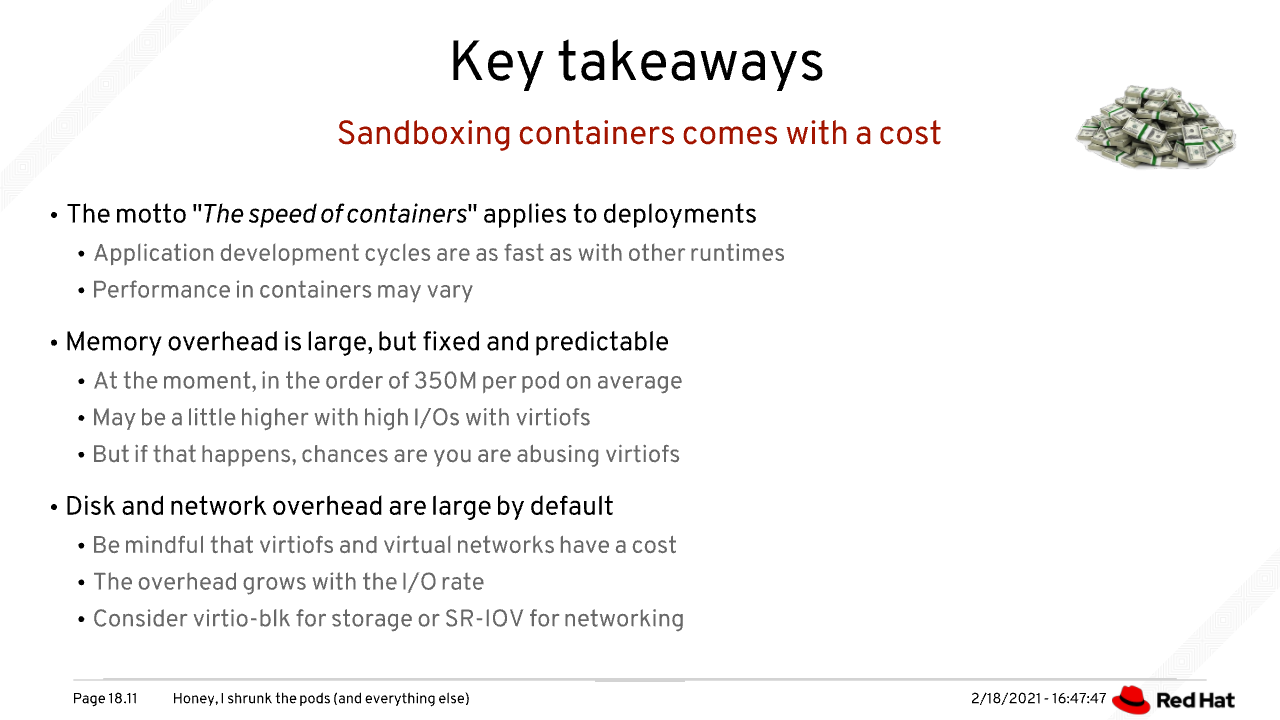 Key takeaways
Sandboxing containers comes with a cost
• The motto "The speed of containers" applies to deployments
• Application development cycles are as fast as with other runtimes
• Performance in containers may vary
• Memory overhead is large, but fixed and predictable
• At the moment, in the order of 350M per pod on average
• May be a little higher with high I/Os with virtiofs
• But if that happens, chances are you are abusing virtiofs
• Disk and network overhead are large by default
• Be mindful that virtiofs and virtual networks have a cost
• The overhead grows with the I/O rate
• Consider virtio-blk for storage or SR-IOV for networking
Page 18.11 Honey, I shrunk the pods (and everything else) 2/18/2021 - 16:47:47 Red Hat